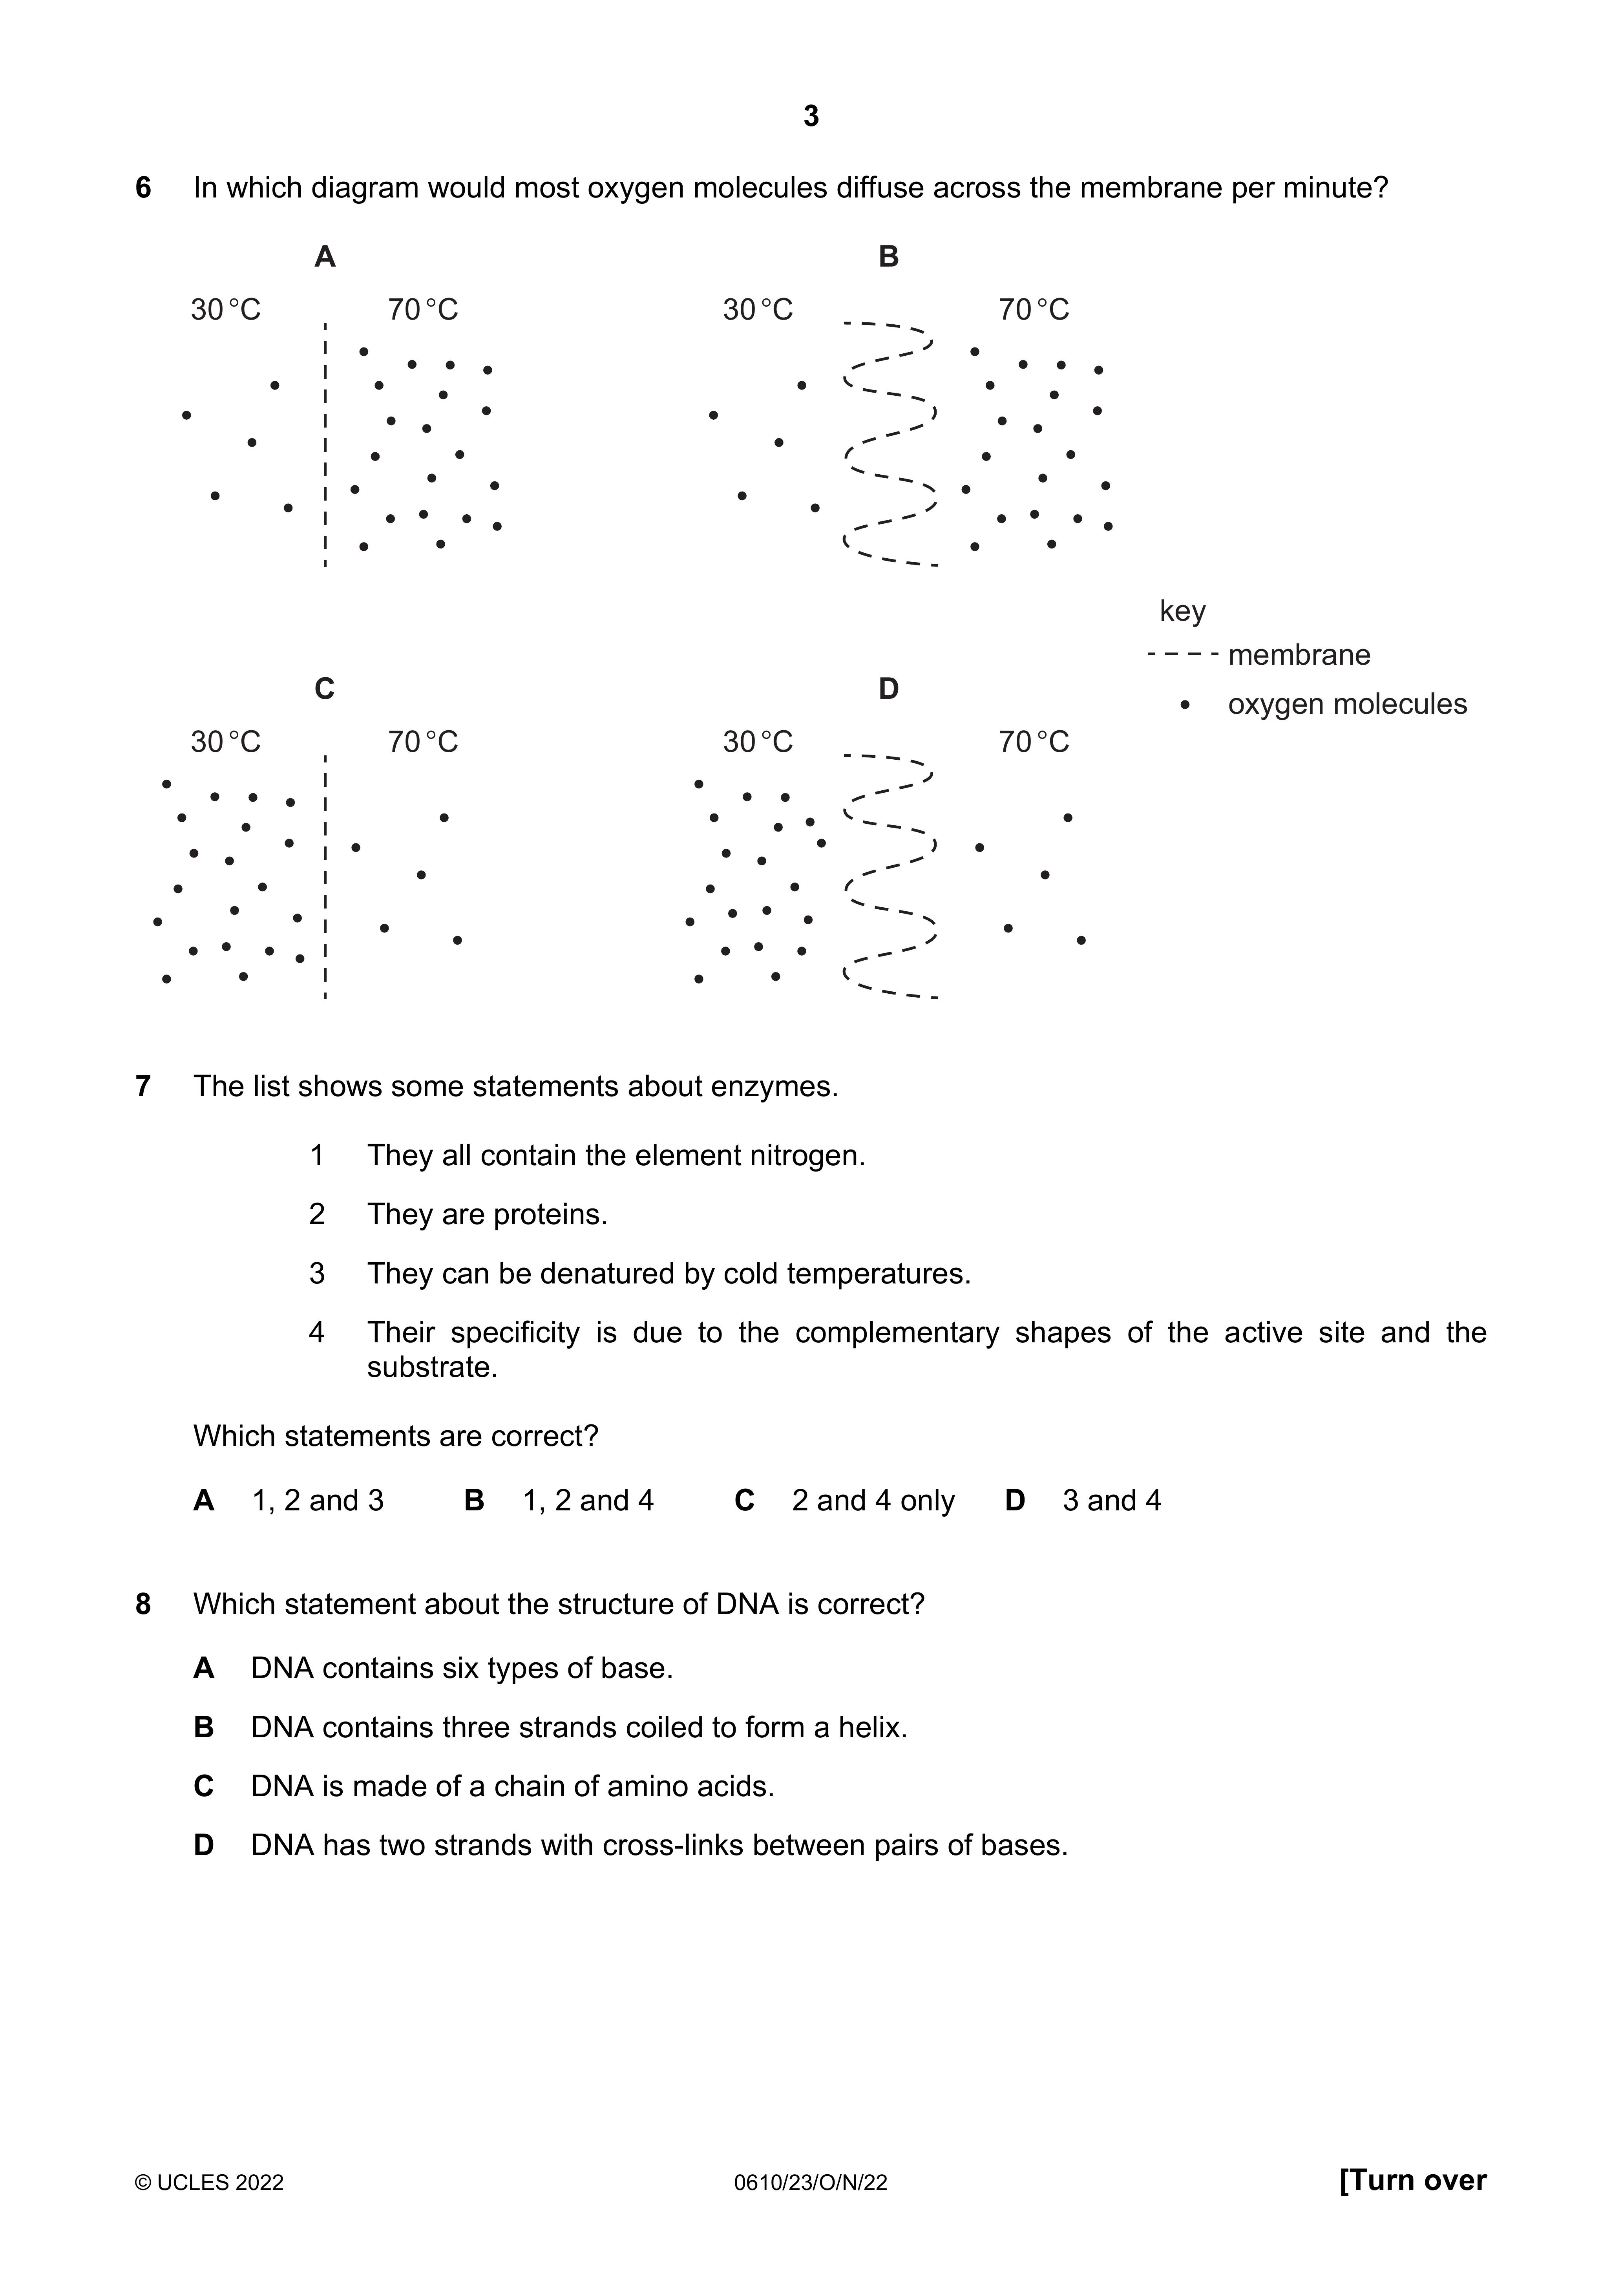 3
6 In which diagram would most oxygen molecules diffuse across the membrane per minute?
A B
30 °C 70 °C 30 °C 70 °C
key
membrane
oxygen molecules
C D
30 °C 70 °C 30 °C 70 °C
7 The list shows some statements about enzymes.
1 They all contain the element nitrogen.
2 They are proteins.
3 They can be denatured by cold temperatures.
4 Their specificity is due to the complementary shapes of the active site and the
substrate.
Which statements are correct?
A 1, 2 and 3 B 1, 2 and 4 C 2 and 4 only D 3 and 4
8 Which statement about the structure of DNA is correct?
A DNA contains six types of base.
B DNA contains three strands coiled to form a helix.
C DNA is made of a chain of amino acids.
D DNA has two strands with cross-links between pairs of bases.
© UCLES 2022 0610/23/O/N/22 [Turn over